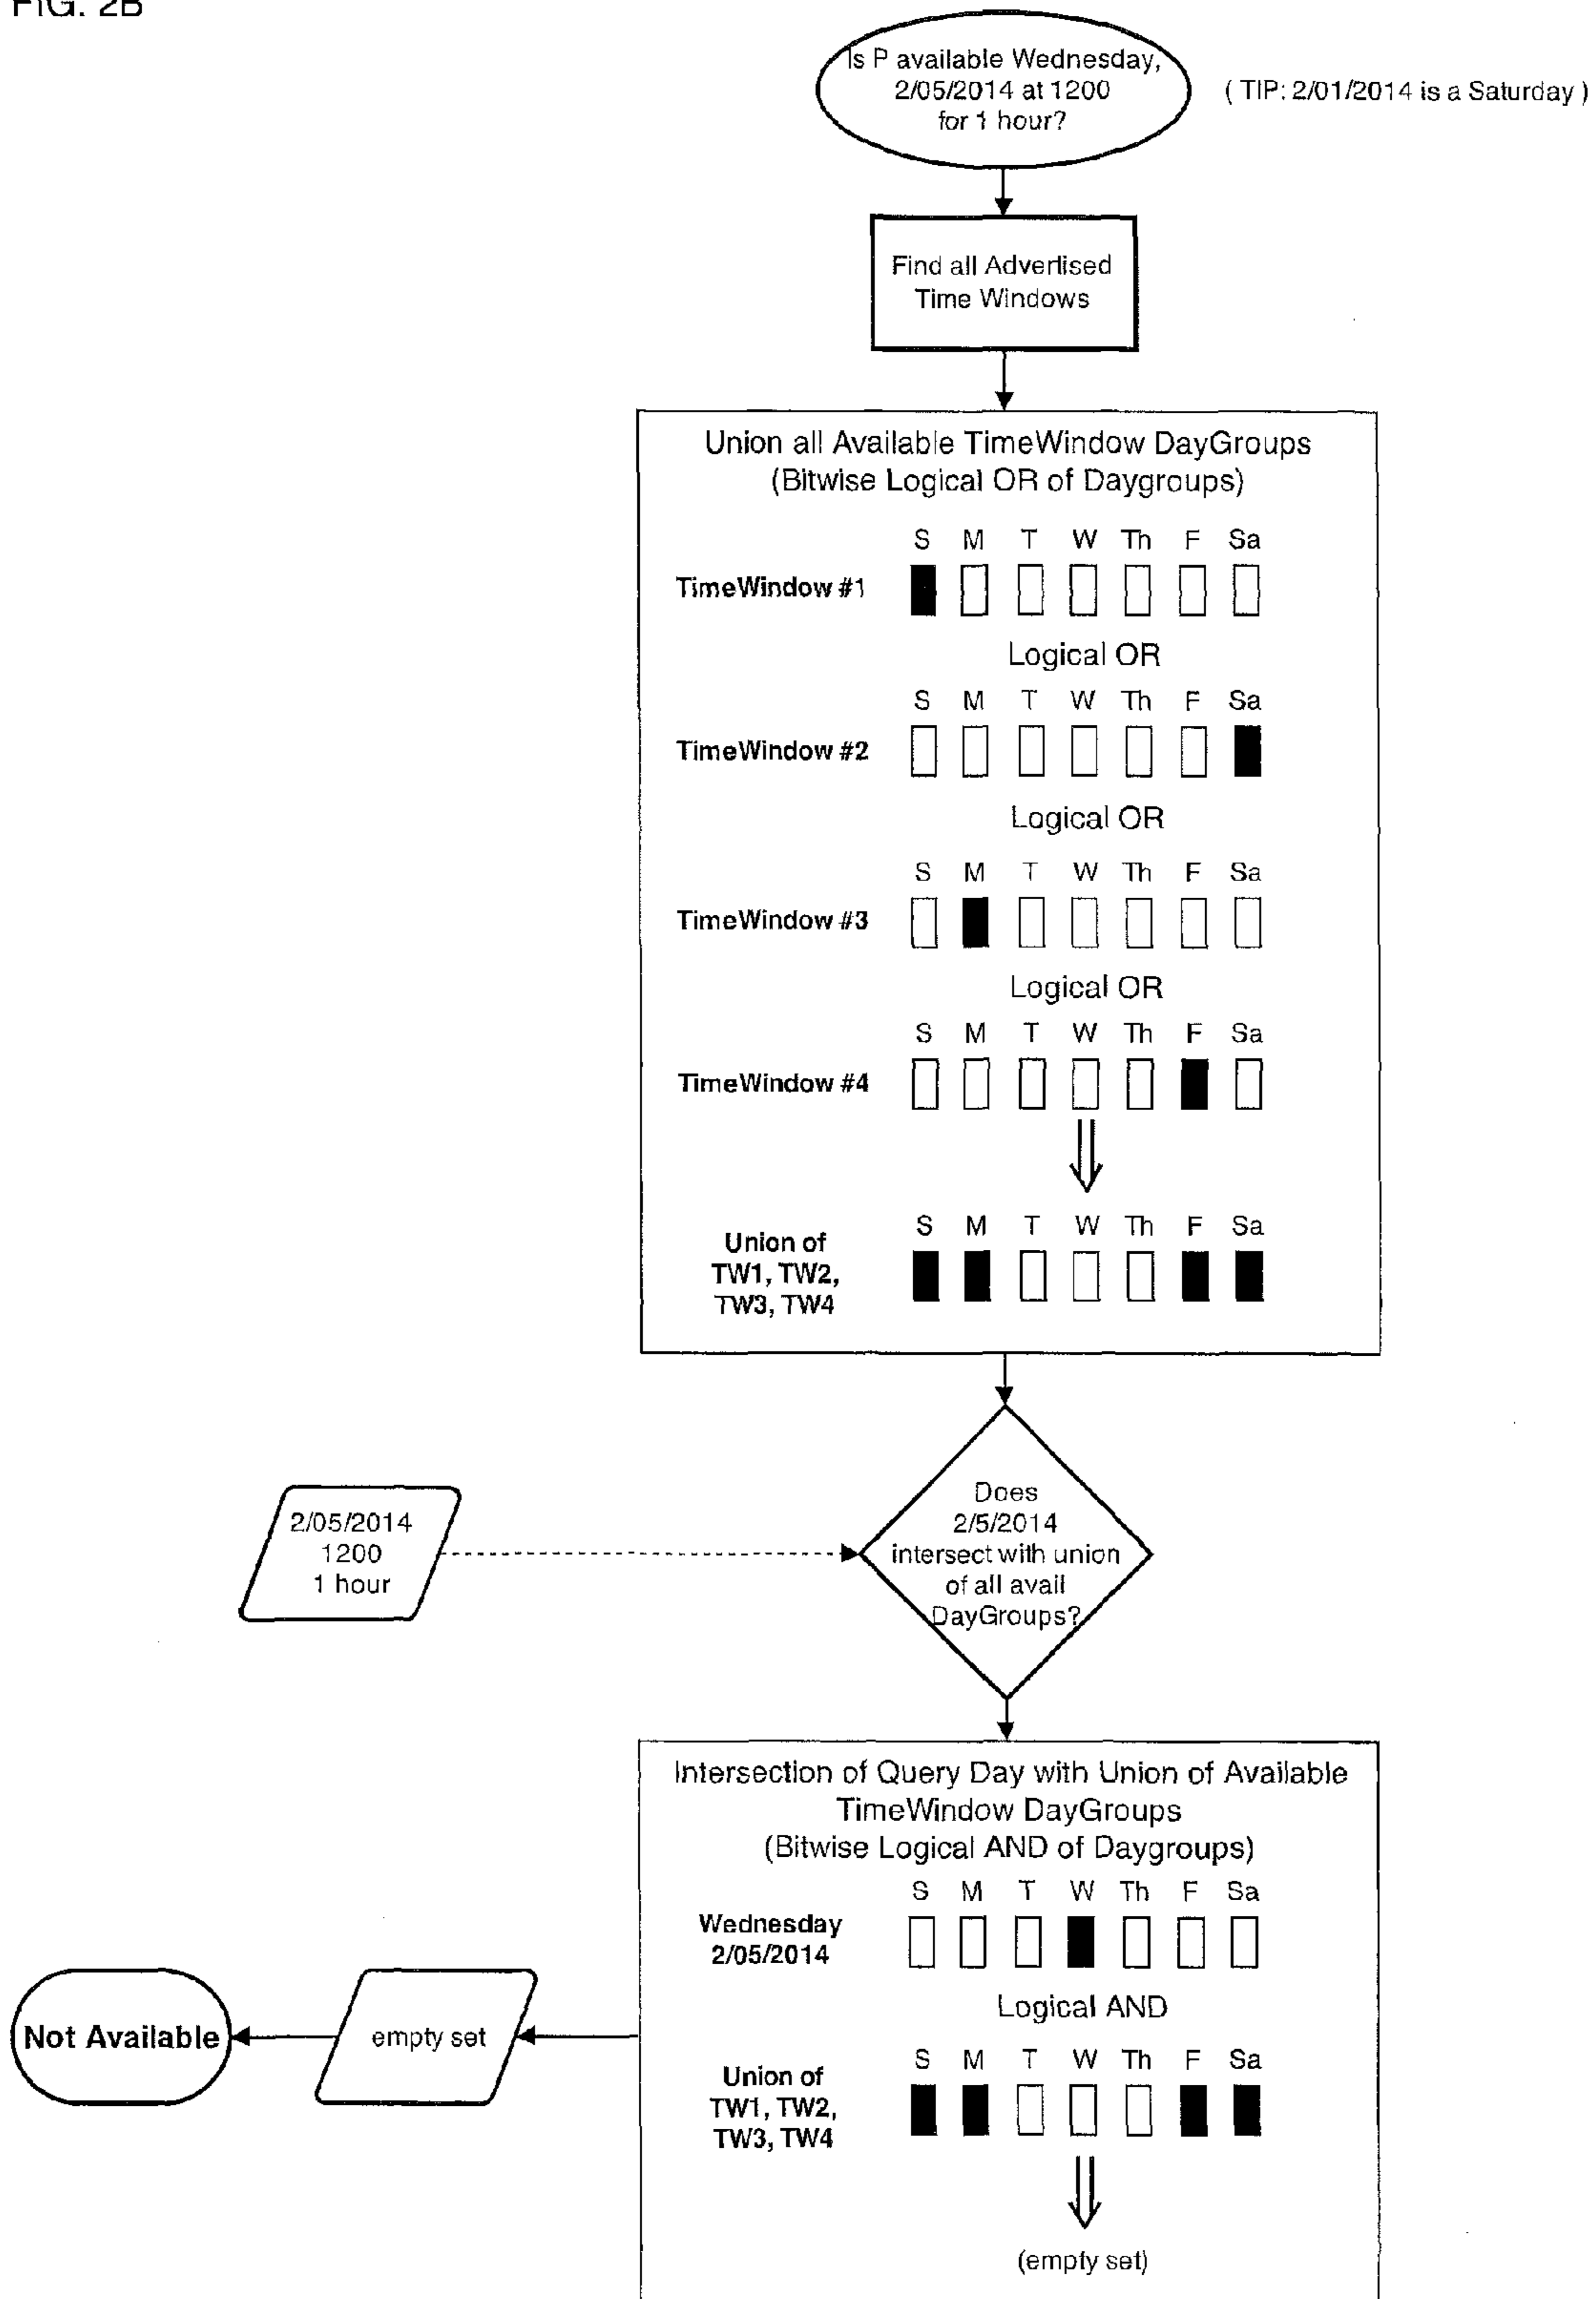 FIG. 2B
Is P available Wednesday,
2/05/2014 at 1200
for 1 hour?
( TIP: 2/01/2014 is a Saturday )
Find all Advertised
Time Windows
Union all Available TimeWindow DayGroups
(Bitwise Logical OR of Daygroups)
S M T W Th F Sa
TimeWindow #1
Logical OR
S M T W Th F Sa
TimeWindow #2
Logical OR
S M T W Th F Sa
TimeWindow #3
Logical OR
S M T W Th F Sa
TimeWindow #4
S M T W Th F Sa
Union of
TW1, TW2,
TW3, TW4
2/05/2014
1200
1 hour
Does
2/5/2014
intersect with union
of all avail
DayGroups?
Intersection of Query Day with Union of Available
TimeWindow DayGroups
(Bitwise Logical AND of Daygroups)
S M T W Th F Sa
Wednesday
2/05/2014
Logical AND
S M T W Th F Sa
Union of
TW1, TW2,
TW3, TW4
(empty set)
empty set
Not Available